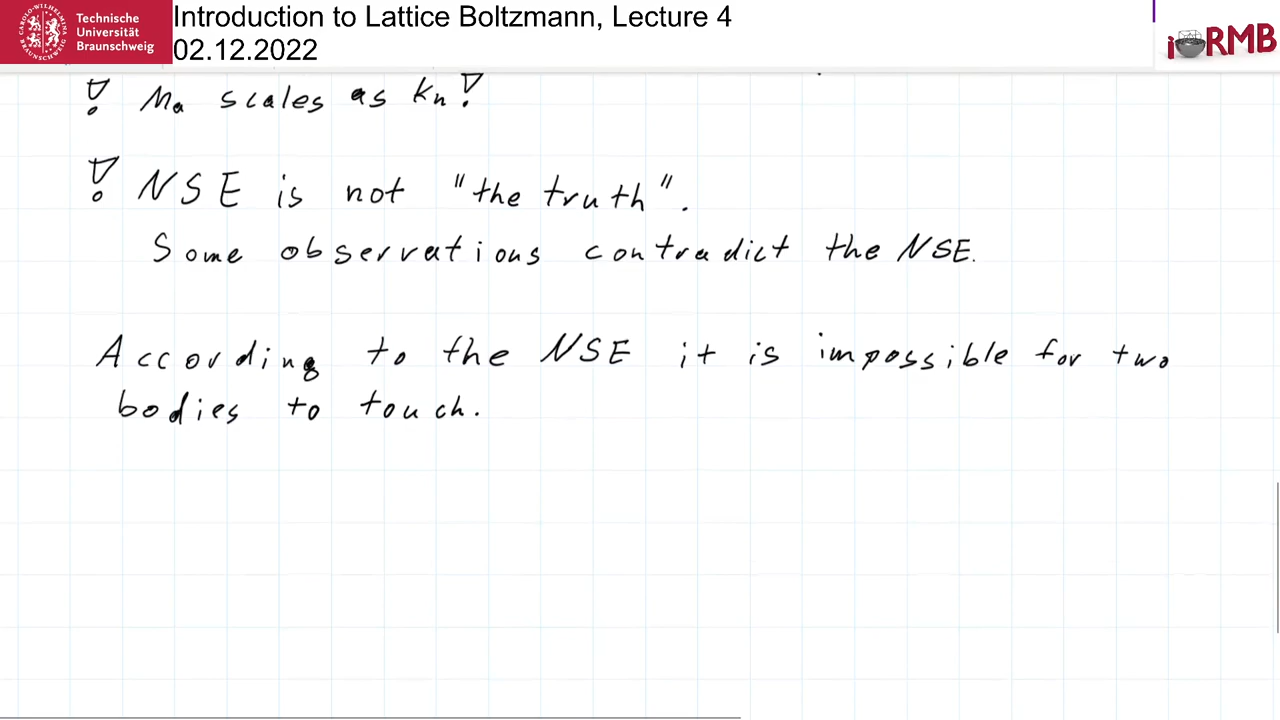 Technische
Universität
Braunschweig
Introduction to Lattice Boltzmann, Lecture 4
02.12.2022
iRMB
! Ma scales as Kn!
! NSE is not "the truth".
Some observations contradict the NSE.
According to the NSE it is impossible for two
bodies to touch.